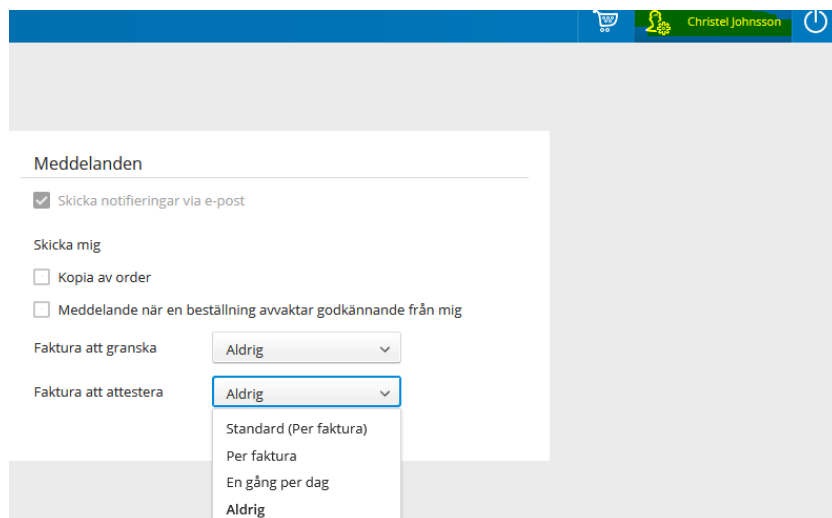 Christel Johnsson
Meddelanden
Skicka notifieringar via e-post
Skicka mig
Kopia av order
Meddelande när en beställning avvaktar godkännande från mig
Faktura att granska Aldrig
Faktura att attestera Aldrig
Standard (Per faktura)
Per faktura
En gång per dag
Aldrig